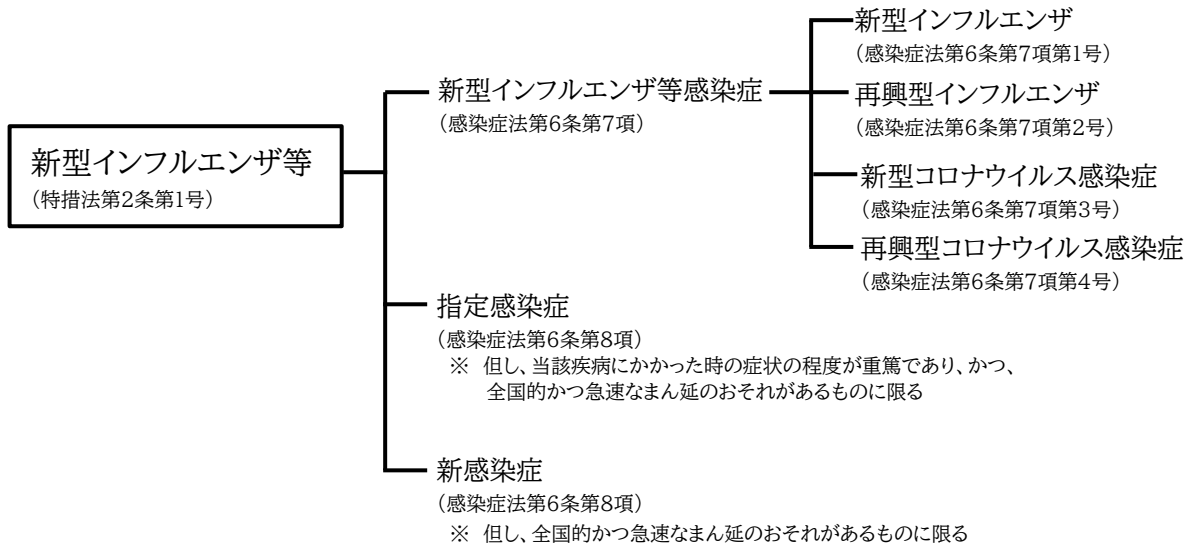 新型インフルエンザ等
（特措法第2条第1号）
新型インフルエンザ等感染症
（感染症法第6条第7項）
新型インフルエンザ
（感染症法第6条第7項第1号）
再興型インフルエンザ
（感染症法第6条第7項第2号）
新型コロナウイルス感染症
（感染症法第6条第7項第3号）
再興型コロナウイルス感染症
（感染症法第6条第7項第4号）
指定感染症
（感染症法第6条第8項）
※　但し、当該疾病にかかった時の症状の程度が重篤であり、かつ、
全国的かつ急速なまん延のおそれがあるものに限る
新感染症
（感染症法第6条第8項）
※　但し、全国的かつ急速なまん延のおそれがあるものに限る